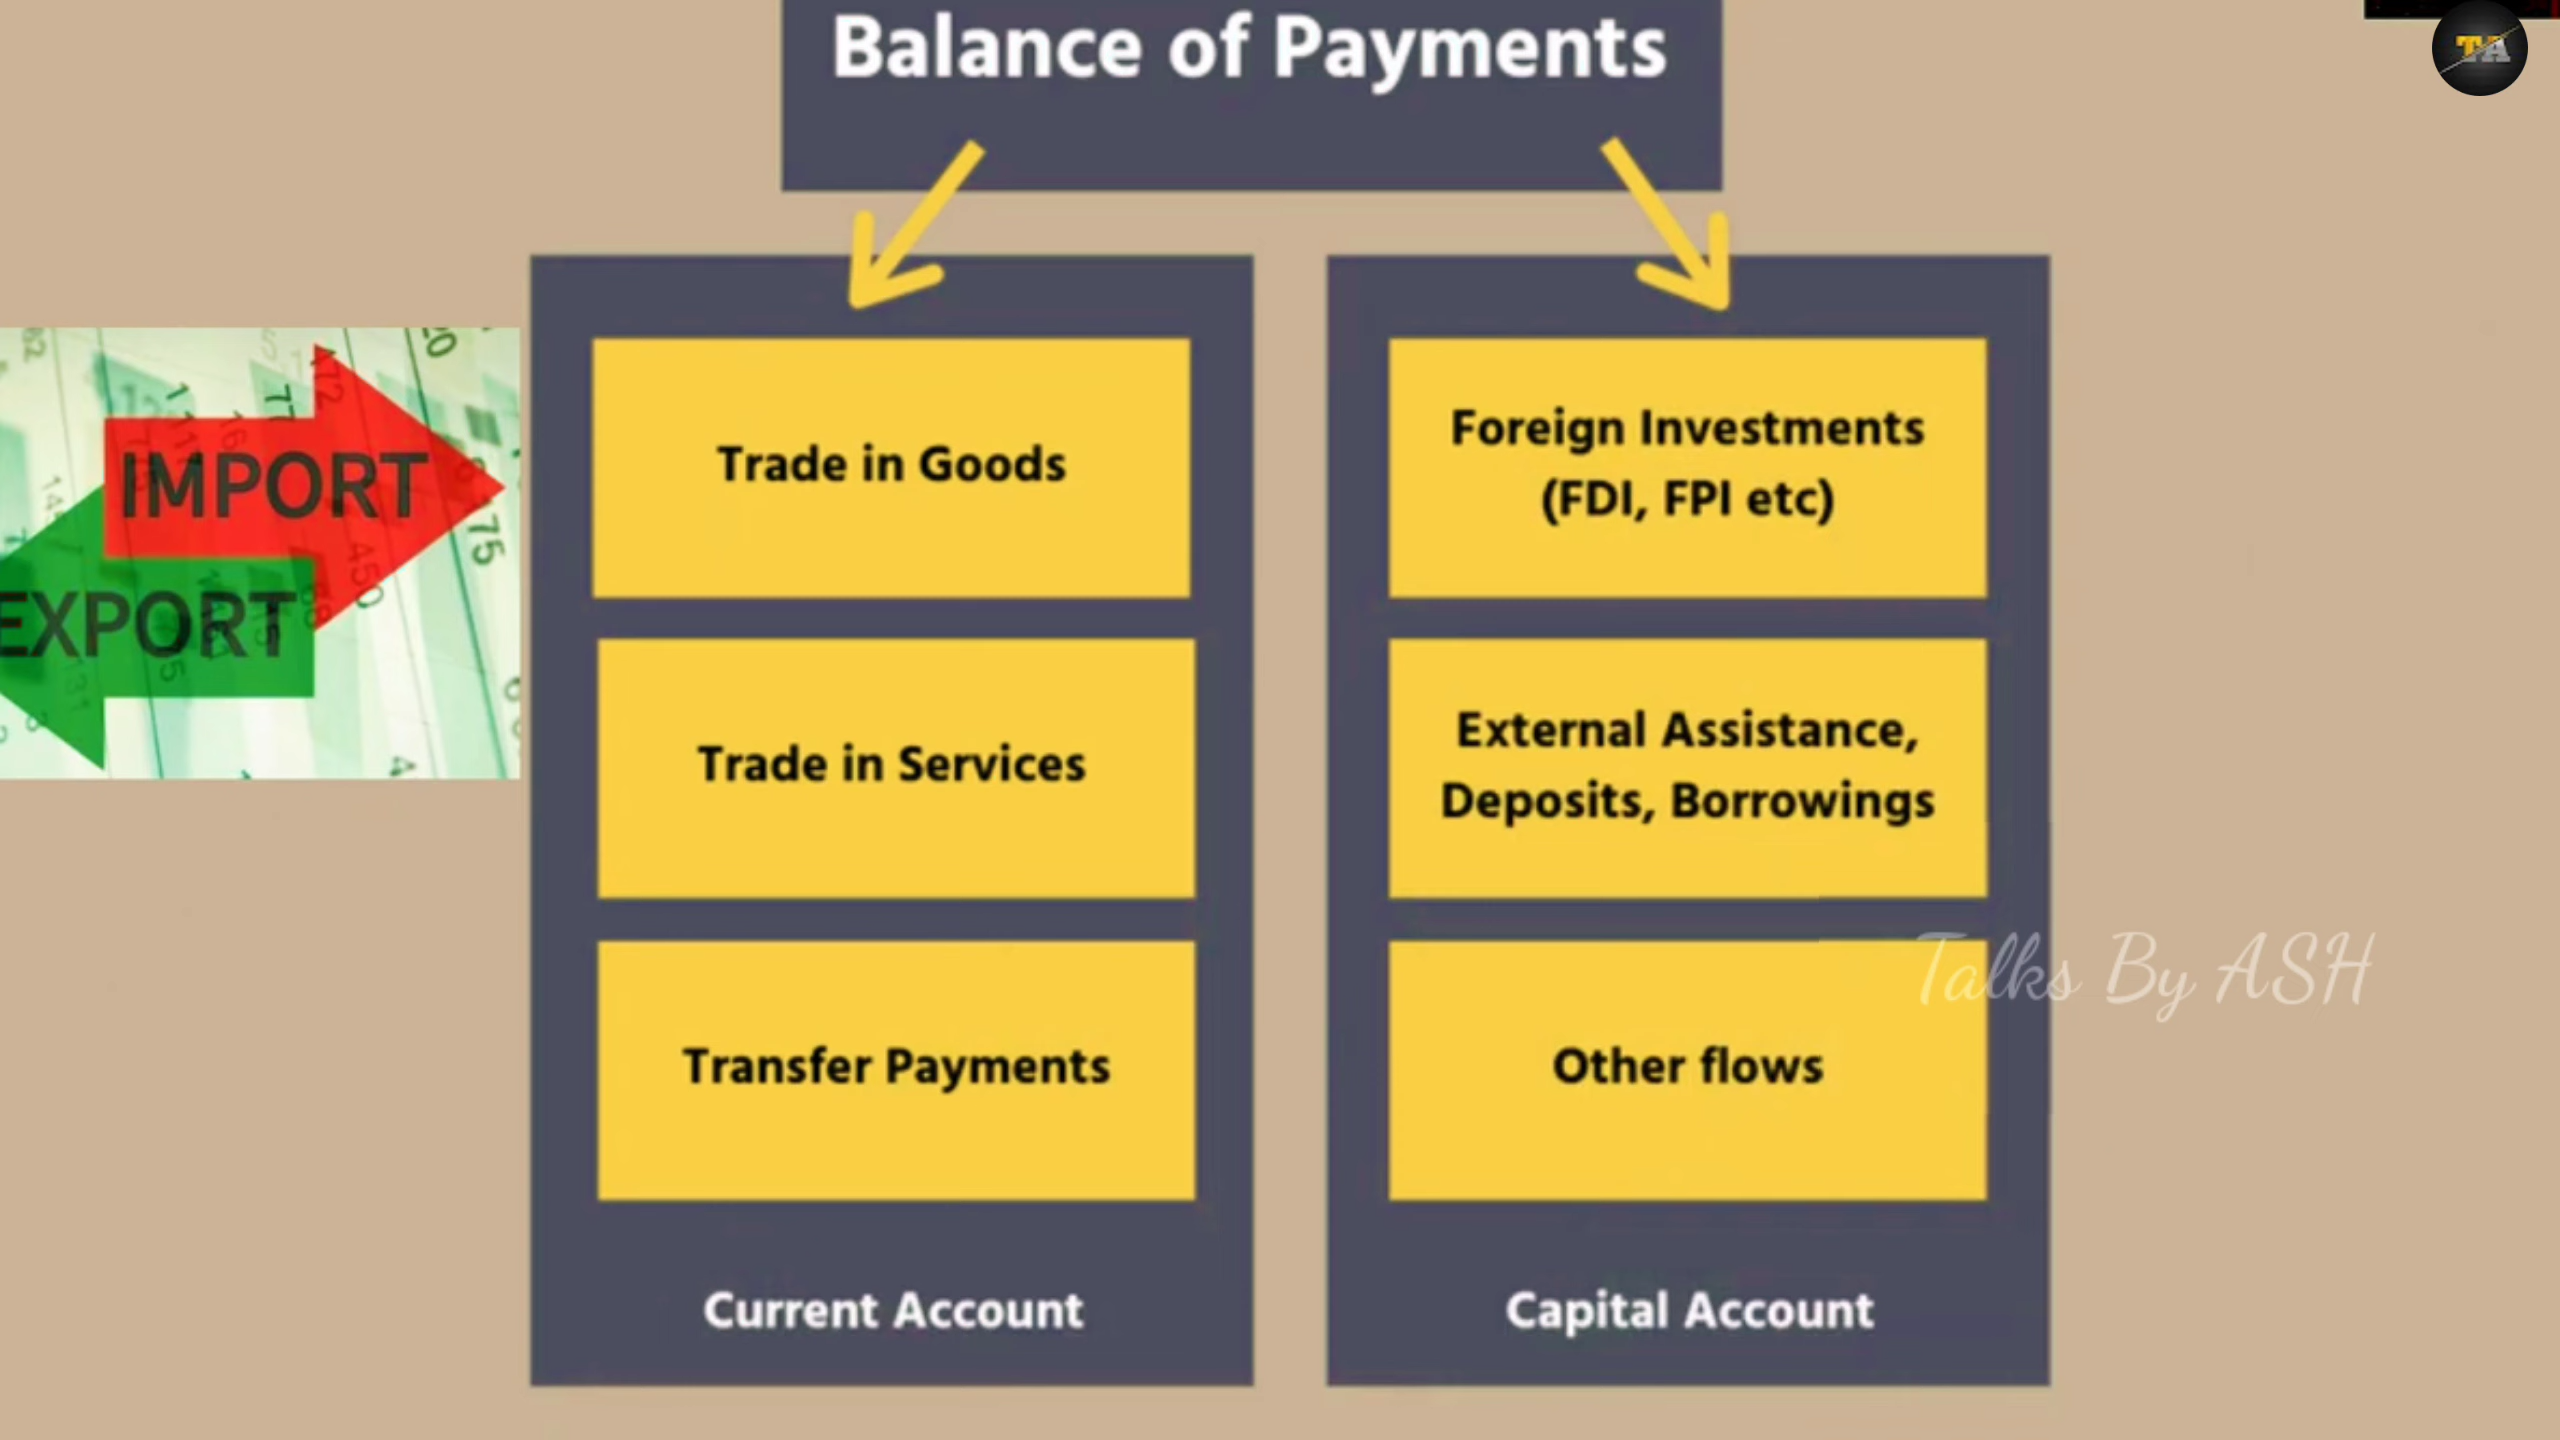 Balance of Payments
TA
IMPORT
EXPORT
Trade in Goods
Trade in Services
Transfer Payments
Current Account
Foreign Investments
(FDI, FPI etc)
External Assistance,
Deposits, Borrowings
Other flows
Capital Account
Talks By ASH